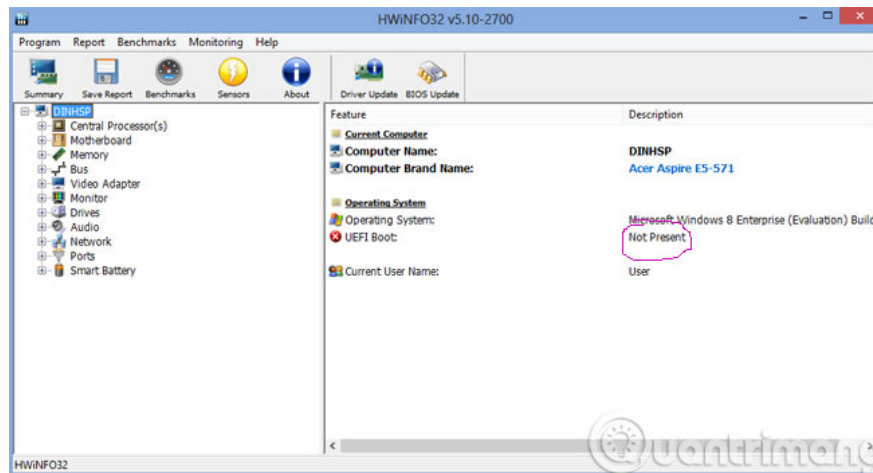 HWiNFO32 v5.10-2700
Program Report Benchmarks Monitoring Help
Summary Save Report Benchmarks Sensors About Driver Update BIOS Update
DINHSP
Central Processor(s)
Motherboard
Memory
Bus
Video Adapter
Monitor
Drives
Audio
Network
Ports
Smart Battery
Feature Description
Current Computer
Computer Name: DINHSP
Computer Brand Name: Acer Aspire E5-571
Operating System
Operating System: Microsoft Windows 8 Enterprise (Evaluation) Build
UEFI Boot: Not Present
Current User Name: User
Quantrimang
HWiNFO32